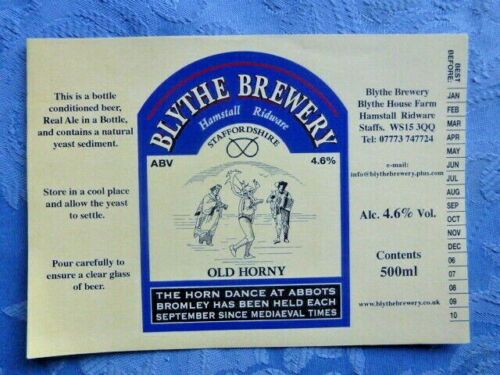 This is a bottle
conditioned beer,
Real Ale in a Bottle,
and contains a natural
yeast sediment.
Store in a cool place
and allow the yeast
to settle.
Pour carefully to
ensure a clear glass
of beer.
BLYTHE BREWERY
Hamstall Ridware
STAFFORDSHIRE
ABV 4.6%
OLD HORNY
THE HORN DANCE AT ABBOTS
BROMLEY HAS BEEN HELD EACH
SEPTEMBER SINCE MEDIAEVAL TIMES
Blythe Brewery
Blythe House Farm
Hamstall Ridware
Staffs. WS15 3QQ
Tel: 07773 747724
e-mail:
info@blythebrewery.plus.com
Alc. 4.6% Vol.
Contents
500ml
www.blythebrewery.co.uk
BEST
BEFORE:
JAN
FEB
MAR
APR
MAY
JUN
JUL
AUG
SEP
OCT
NOV
DEC
06
07
08
09
10